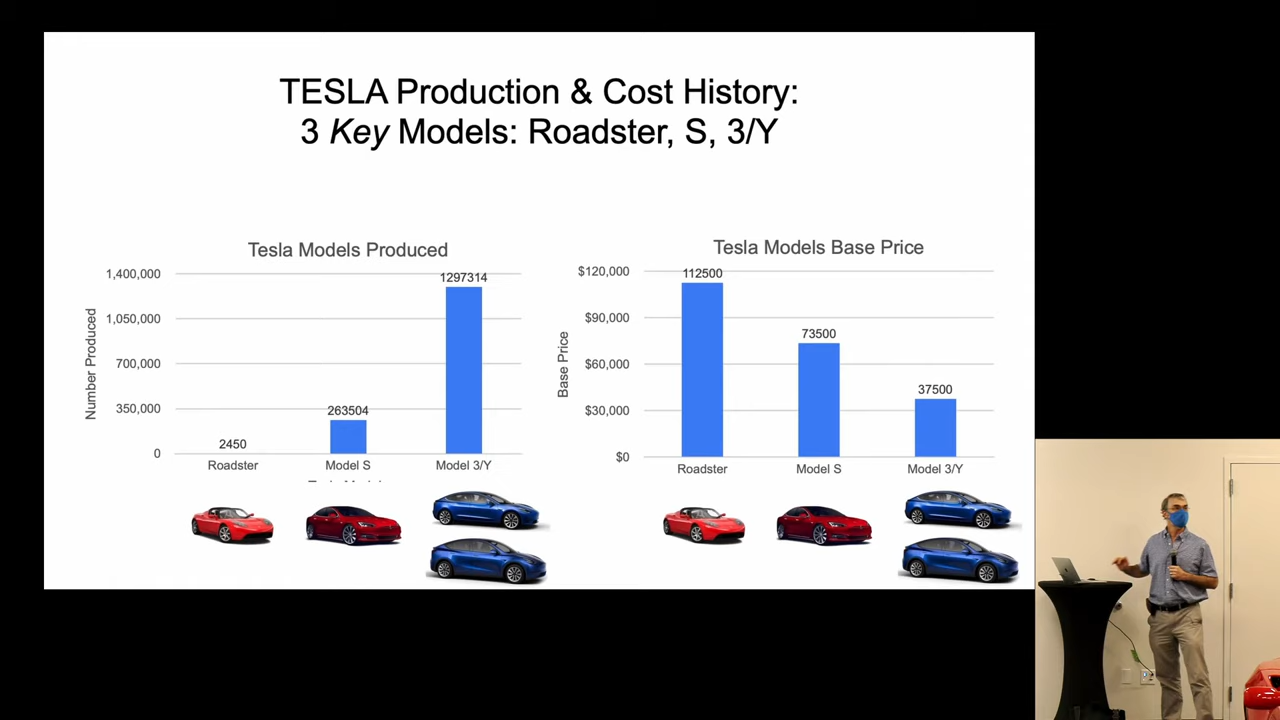 TESLA Production & Cost History:
3 Key Models: Roadster, S, 3/Y
Tesla Models Produced
Number Produced
1,400,000
1,050,000
700,000
350,000
0
2450
263504
1297314
Roadster
Model S
Model 3/Y
Tesla Models Base Price
Base Price
$120,000
$90,000
$60,000
$30,000
$0
112500
73500
37500
Roadster
Model S
Model 3/Y